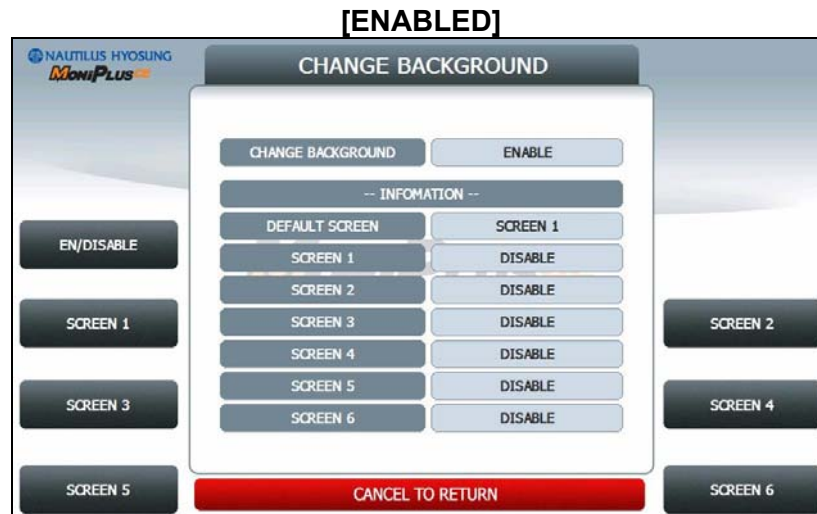 [ENABLED]
NAUTILUS HYOSUNG
MONiPLUS CE
CHANGE BACKGROUND
CHANGE BACKGROUND ENABLE
-- INFOMATION --
DEFAULT SCREEN SCREEN 1
EN/DISABLE
SCREEN 1 DISABLE
SCREEN 2 DISABLE
SCREEN 1
SCREEN 3 DISABLE
SCREEN 2
SCREEN 4 DISABLE
SCREEN 5 DISABLE
SCREEN 3
SCREEN 4
SCREEN 6 DISABLE
SCREEN 5
CANCEL TO RETURN
SCREEN 6